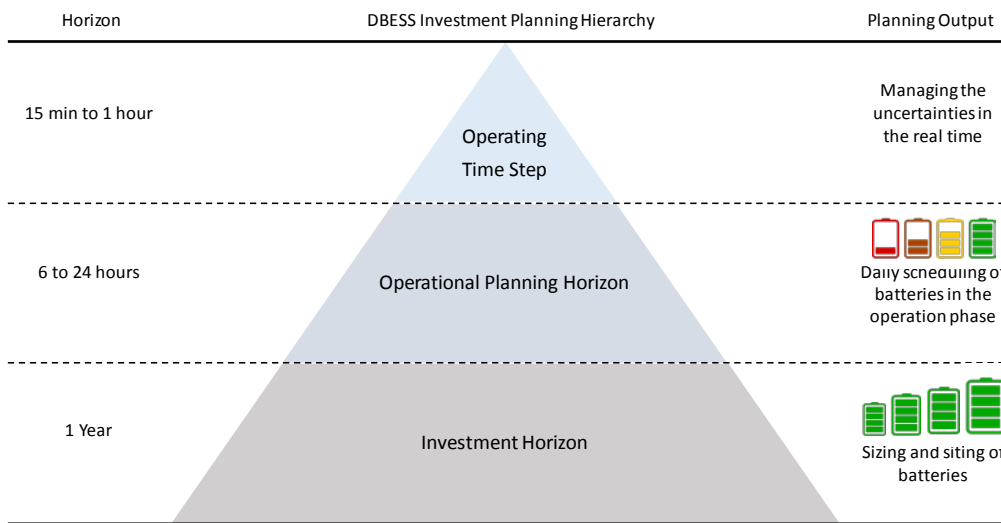 Horizon
DBESS Investment Planning Hierarchy
Planning Output
15 min to 1 hour
Operating
Time Step
Managing the
uncertainties in
the real time
6 to 24 hours
Operational Planning Horizon
Daily scheduling of
batteries in the
operation phase
1 Year
Investment Horizon
Sizing and siting of
batteries